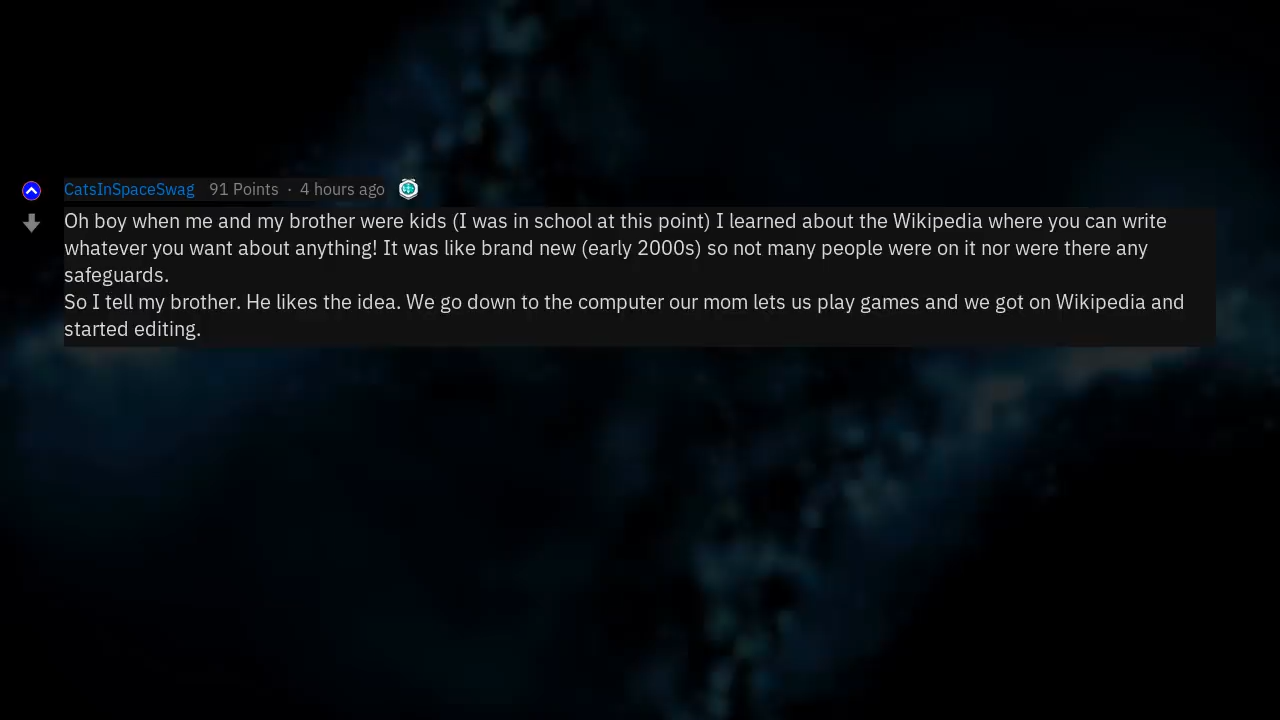 CatsInSpaceSwag 91 Points · 4 hours ago
Oh boy when me and my brother were kids (I was in school at this point) I learned about the Wikipedia where you can write
whatever you want about anything! It was like brand new (early 2000s) so not many people were on it nor were there any
safeguards.
So I tell my brother. He likes the idea. We go down to the computer our mom lets us play games and we got on Wikipedia and
started editing.